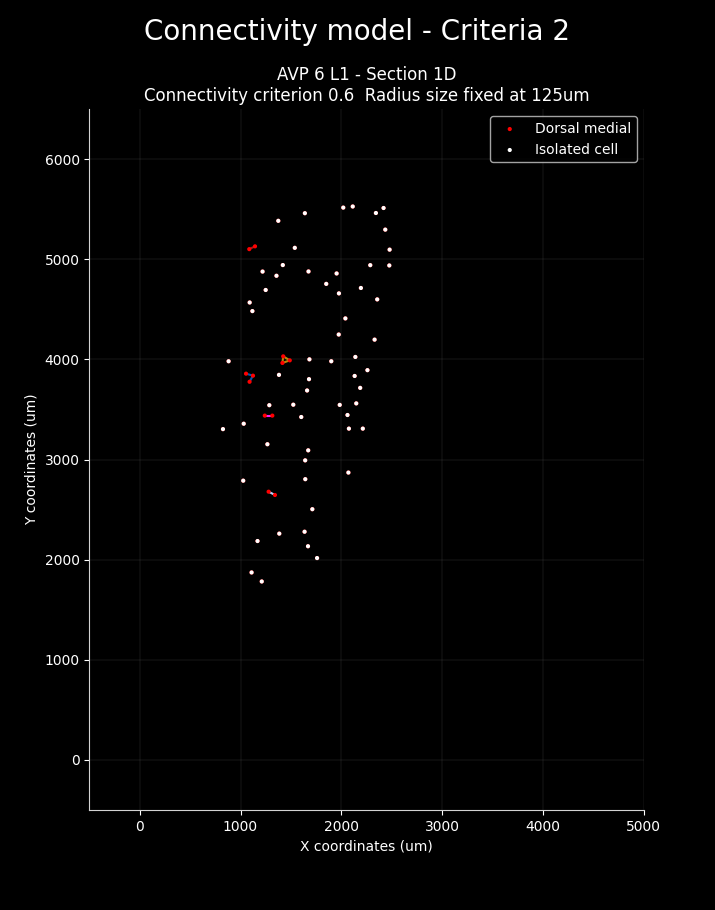 Connectivity model - Criteria 2
AVP 6 L1 - Section 1D
Connectivity criterion 0.6  Radius size fixed at 125um
Dorsal medial
Isolated cell
6000
5000
4000
3000
2000
1000
0
Y coordinates (um)
0
1000
2000
3000
4000
5000
X coordinates (um)